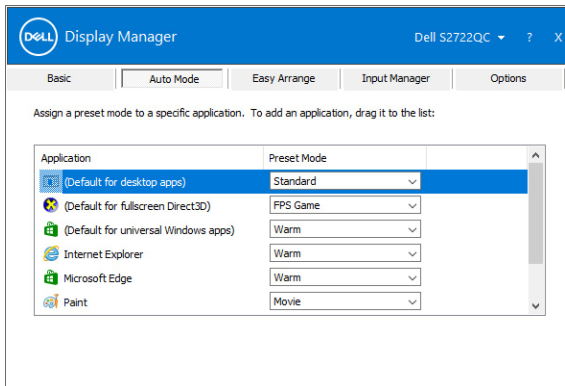 DELL Display Manager Dell S2722QC ? X
Basic Auto Mode Easy Arrange Input Manager Options
Assign a preset mode to a specific application. To add an application, drag it to the list:
Application Preset Mode
(Default for desktop apps) Standard
(Default for fullscreen Direct3D) FPS Game
(Default for universal Windows apps) Warm
Internet Explorer Warm
Microsoft Edge Warm
Paint Movie